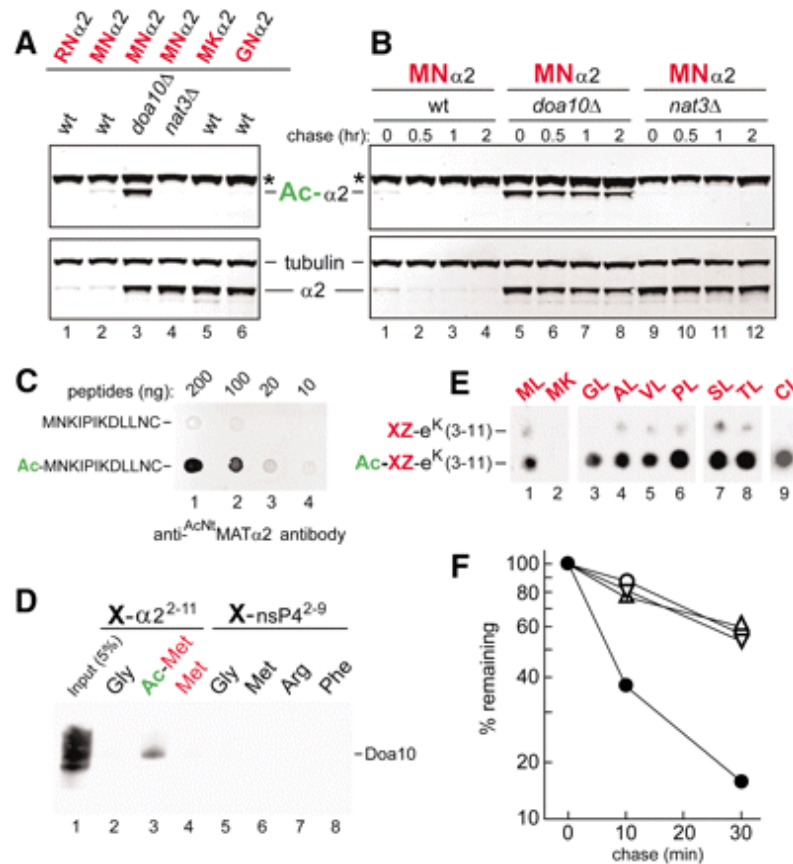 A
RNα2 MNα2 MNα2 MNα2 MKα2 GNα2
wt wt doa10Δ nat3Δ wt wt
*
Ac-α2
tubulin
α2
1 2 3 4 5 6
B
MNα2 MNα2 MNα2
wt doa10Δ nat3Δ
chase (hr): 0 0.5 1 2 0 0.5 1 2 0 0.5 1 2
*
1 2 3 4 5 6 7 8 9 10 11 12
C
peptides (ng): 200 100 20 10
MNKIPIKDLLNC-
Ac-MNKIPIKDLLNC-
1 2 3 4
anti-AcNtMATα2 antibody
D
X-α22-11 X-nsP42-9
Input (5%) Gly Ac-Met Met Gly Met Arg Phe
-Doa10
1 2 3 4 5 6 7 8
E
ML MK GL AL VL PL SL TL CL
XZ-eK(3-11)-
Ac-XZ-eK(3-11)-
1 2 3 4 5 6 7 8 9
F
% remaining
100
80
60
40
20
10
0 10 20 30
chase (min)